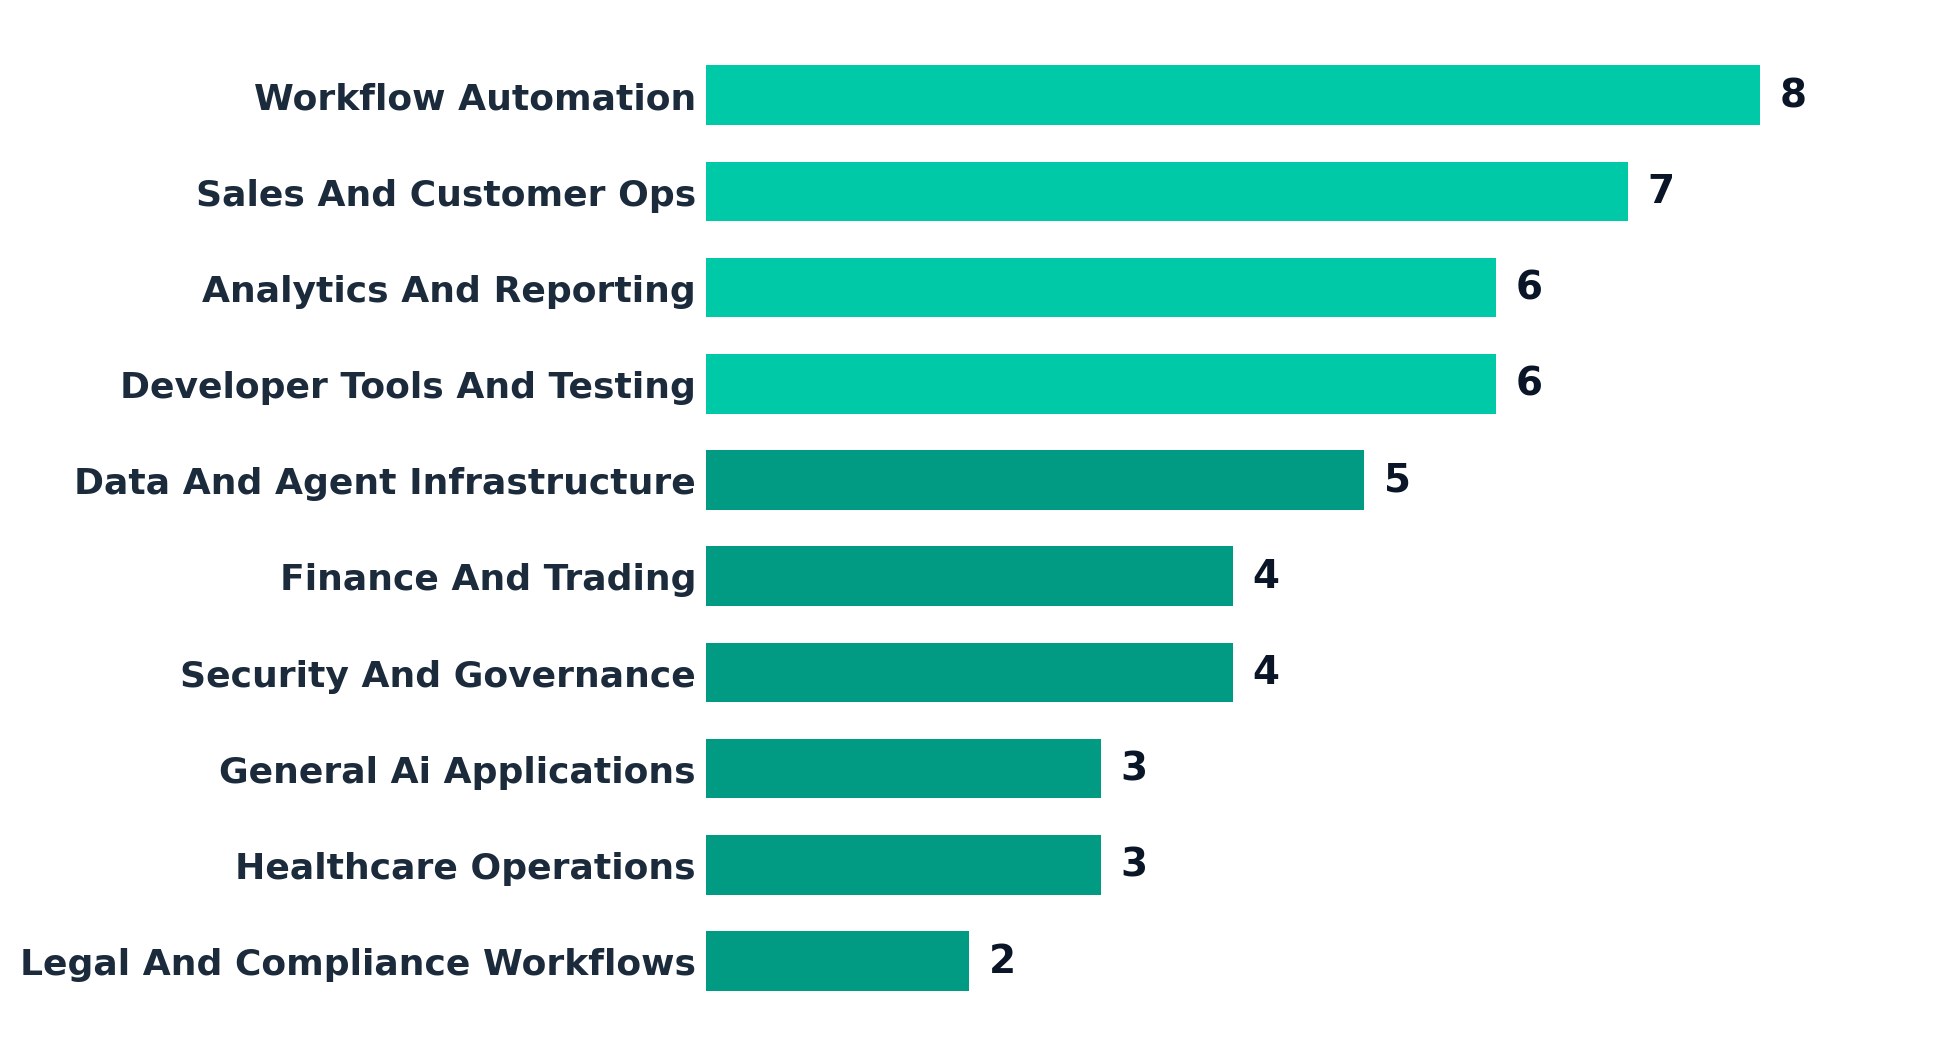 Workflow Automation 8
Sales And Customer Ops 7
Analytics And Reporting 6
Developer Tools And Testing 6
Data And Agent Infrastructure 5
Finance And Trading 4
Security And Governance 4
General Ai Applications 3
Healthcare Operations 3
Legal And Compliance Workflows 2